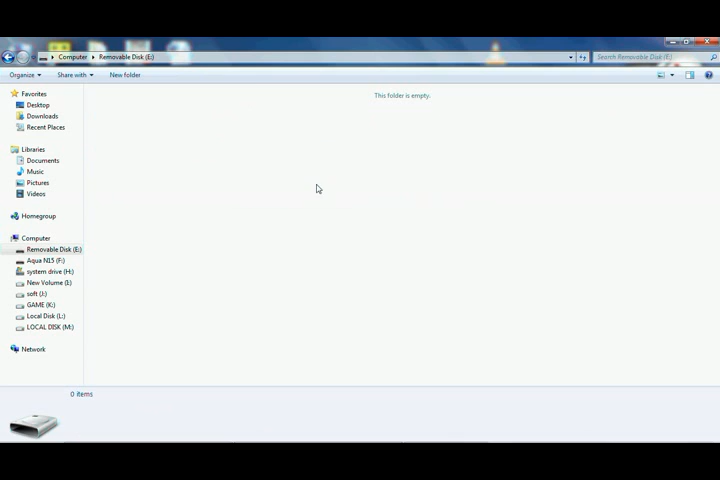 Computer Removable Disk (E:)
Search Removable Disk (E:)
Organize Share with New folder
This folder is empty.
Favorites
Desktop
Downloads
Recent Places
Libraries
Documents
Music
Pictures
Videos
Homegroup
Computer
Removable Disk (E:)
Aqua N15 (F:)
system drive (H:)
New Volume (I:)
soft (J:)
GAME (K:)
Local Disk (L:)
LOCAL DISK (M:)
Network
0 items